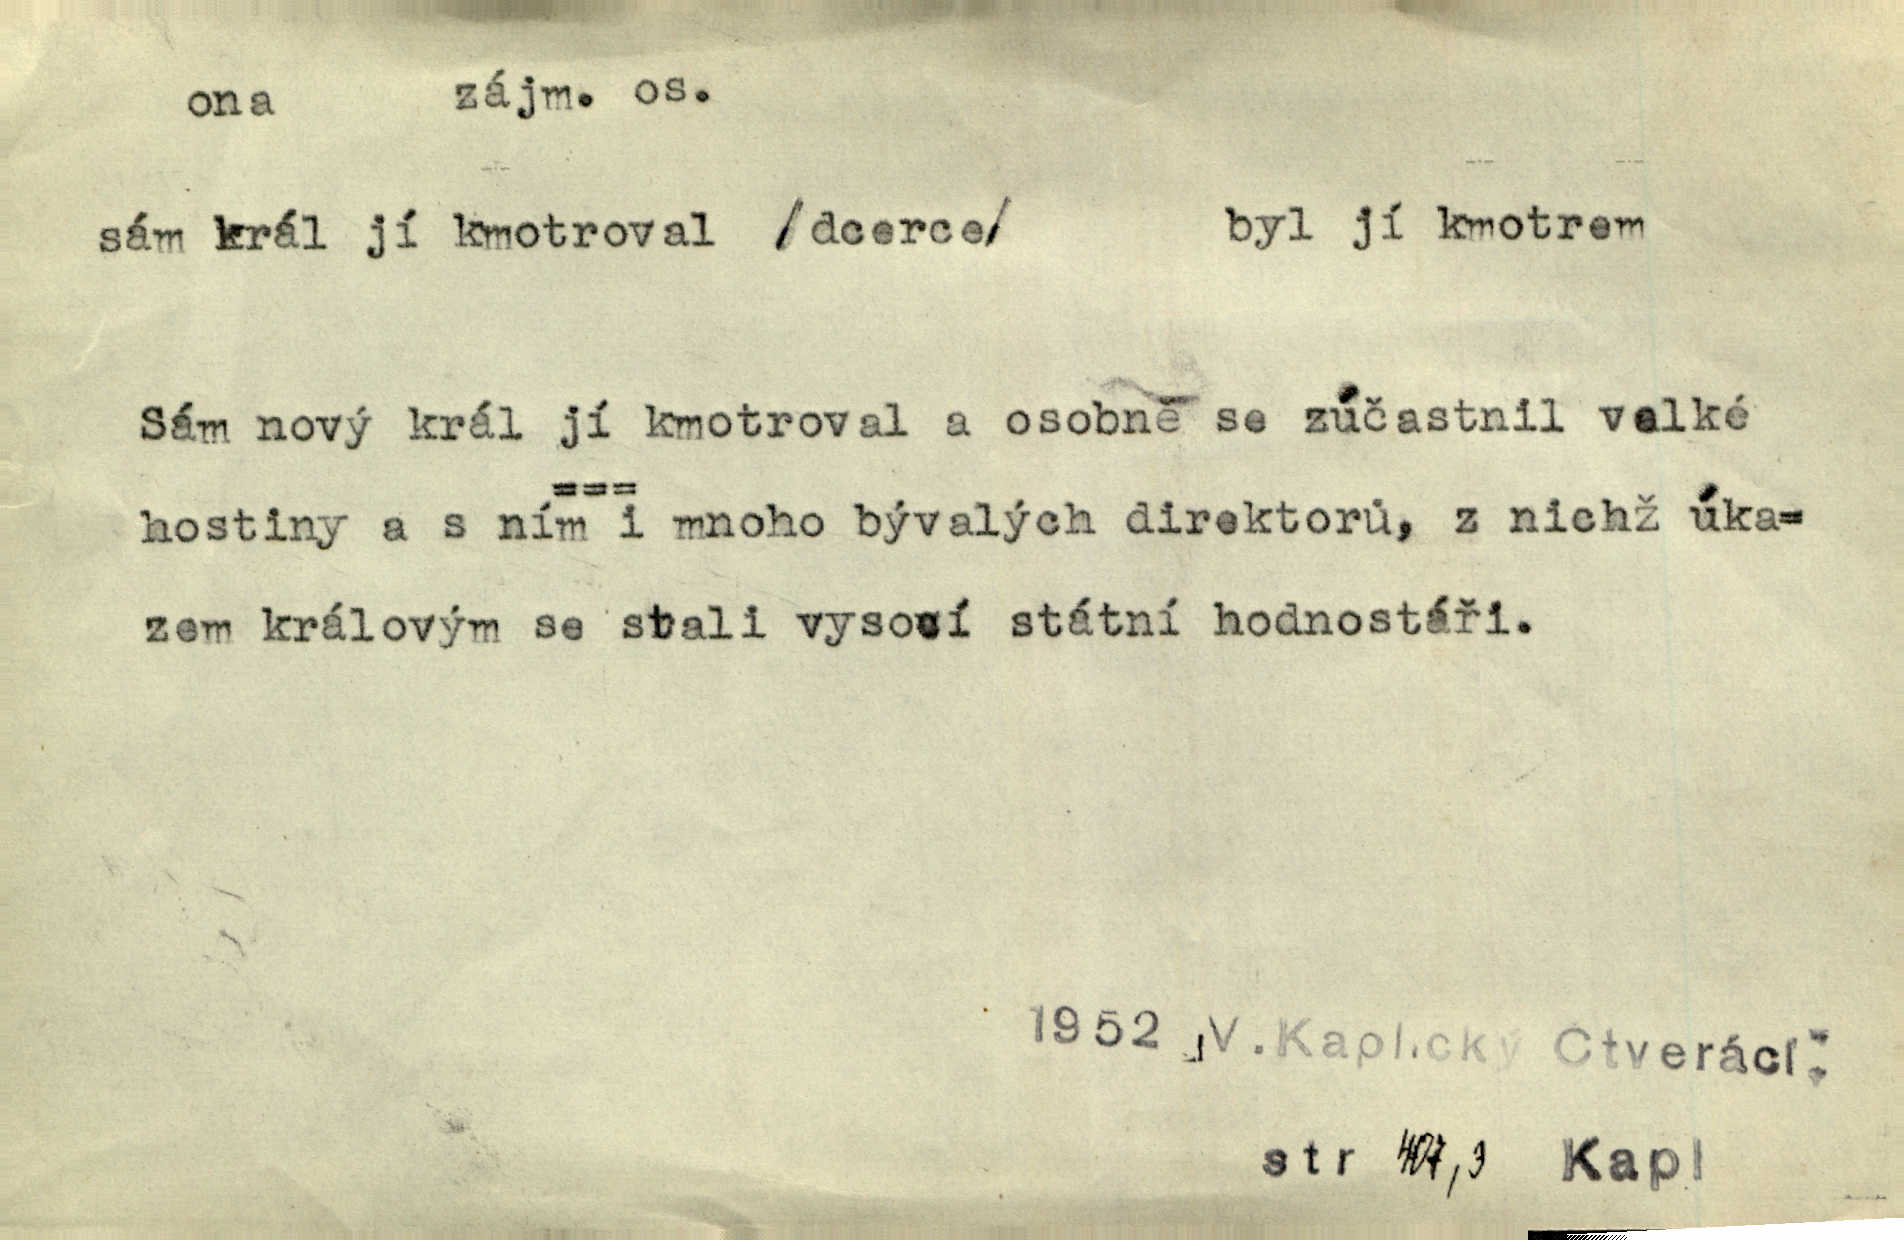 ona zájm. os.
sám král jí kmotroval /dcerce/ byl jí kmotrem
Sám nový král jí kmotroval a osobně se zúčastnil velké
===
hostiny a s ním i mnoho bývalých direktorů, z nichž úka=
zem královým se stali vysocí státní hodnostáři.
1952 V. Kaplický Čtveráci:
str 407,3 Kapl